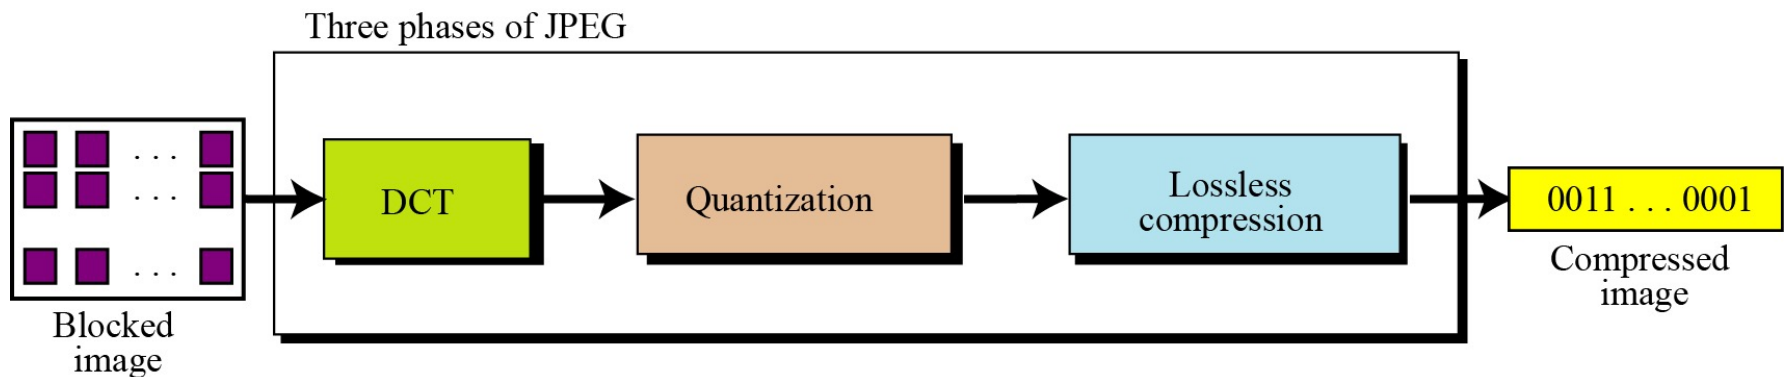 Three phases of JPEG
. . .
. . .
. . .
DCT
Quantization
Lossless
compression
0011 . . . 0001
Blocked
image
Compressed
image